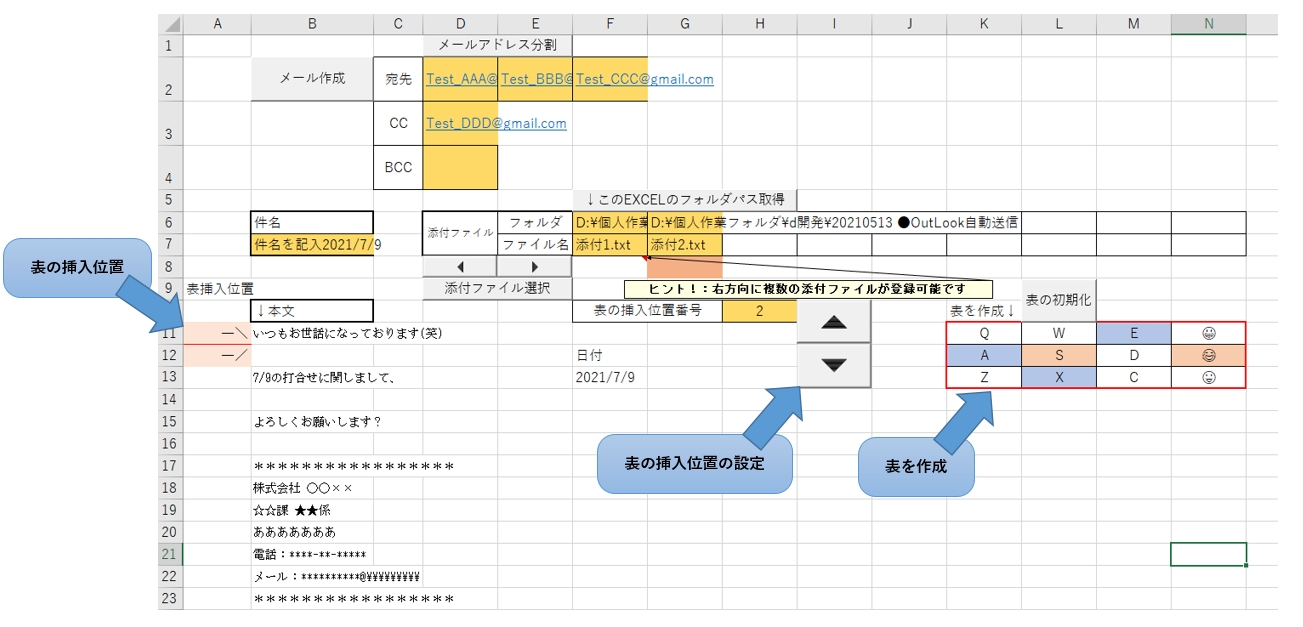 A B C D E F G H I J K L M N
1 メールアドレス分割
2 メール作成 宛先 Test_AAA@ Test_BBB@ Test_CCC@gmail.com
3 CC Test_DDD@gmail.com
4 BCC
5 ↓このEXCELのフォルダパス取得
6 件名 添付ファイル フォルダ D:¥個人作業 D:¥個人作業フォルダ¥d開発¥20210513 ●OutLook自動送信
7 件名を記入2021/7/9 ファイル名 添付1.txt 添付2.txt
8 ◀ ▶
表の挿入位置
9 表挿入位置 添付ファイル選択 ヒント!:右方向に複数の添付ファイルが登録可能です 表の初期化
↓本文 表の挿入位置番号 2 表を作成↓
11 ―＼ いつもお世話になっております(笑) ▲ Q W E 😀
12 ―／ 日付 ▼ A S D 😄
13 7/9の打合せに関しまして、 2021/7/9 Z X C 😛
14
15 よろしくお願いします？
16
表の挿入位置の設定 表を作成
17 ＊＊＊＊＊＊＊＊＊＊＊＊＊＊＊＊＊
18 株式会社 〇〇××
19 ☆☆課 ★★係
20 あああああああ
21 電話：****-**-*****
22 メール：**********@¥¥¥¥¥¥¥¥¥
23 ＊＊＊＊＊＊＊＊＊＊＊＊＊＊＊＊＊